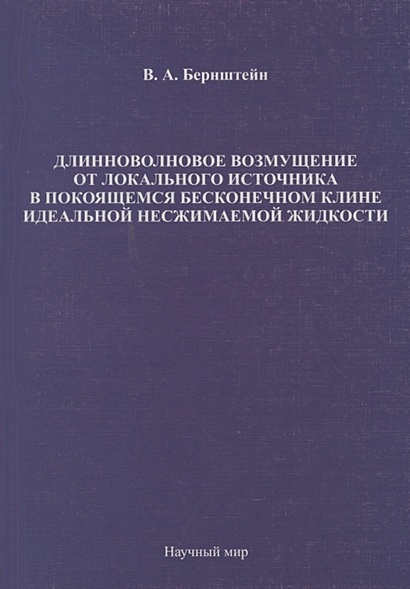 В. А. Бернштейн
ДЛИННОВОЛНОВОЕ ВОЗМУЩЕНИЕ
ОТ ЛОКАЛЬНОГО ИСТОЧНИКА
В ПОКОЯЩЕМСЯ БЕСКОНЕЧНОМ КЛИНЕ
ИДЕАЛЬНОЙ НЕСЖИМАЕМОЙ ЖИДКОСТИ
Научный мир